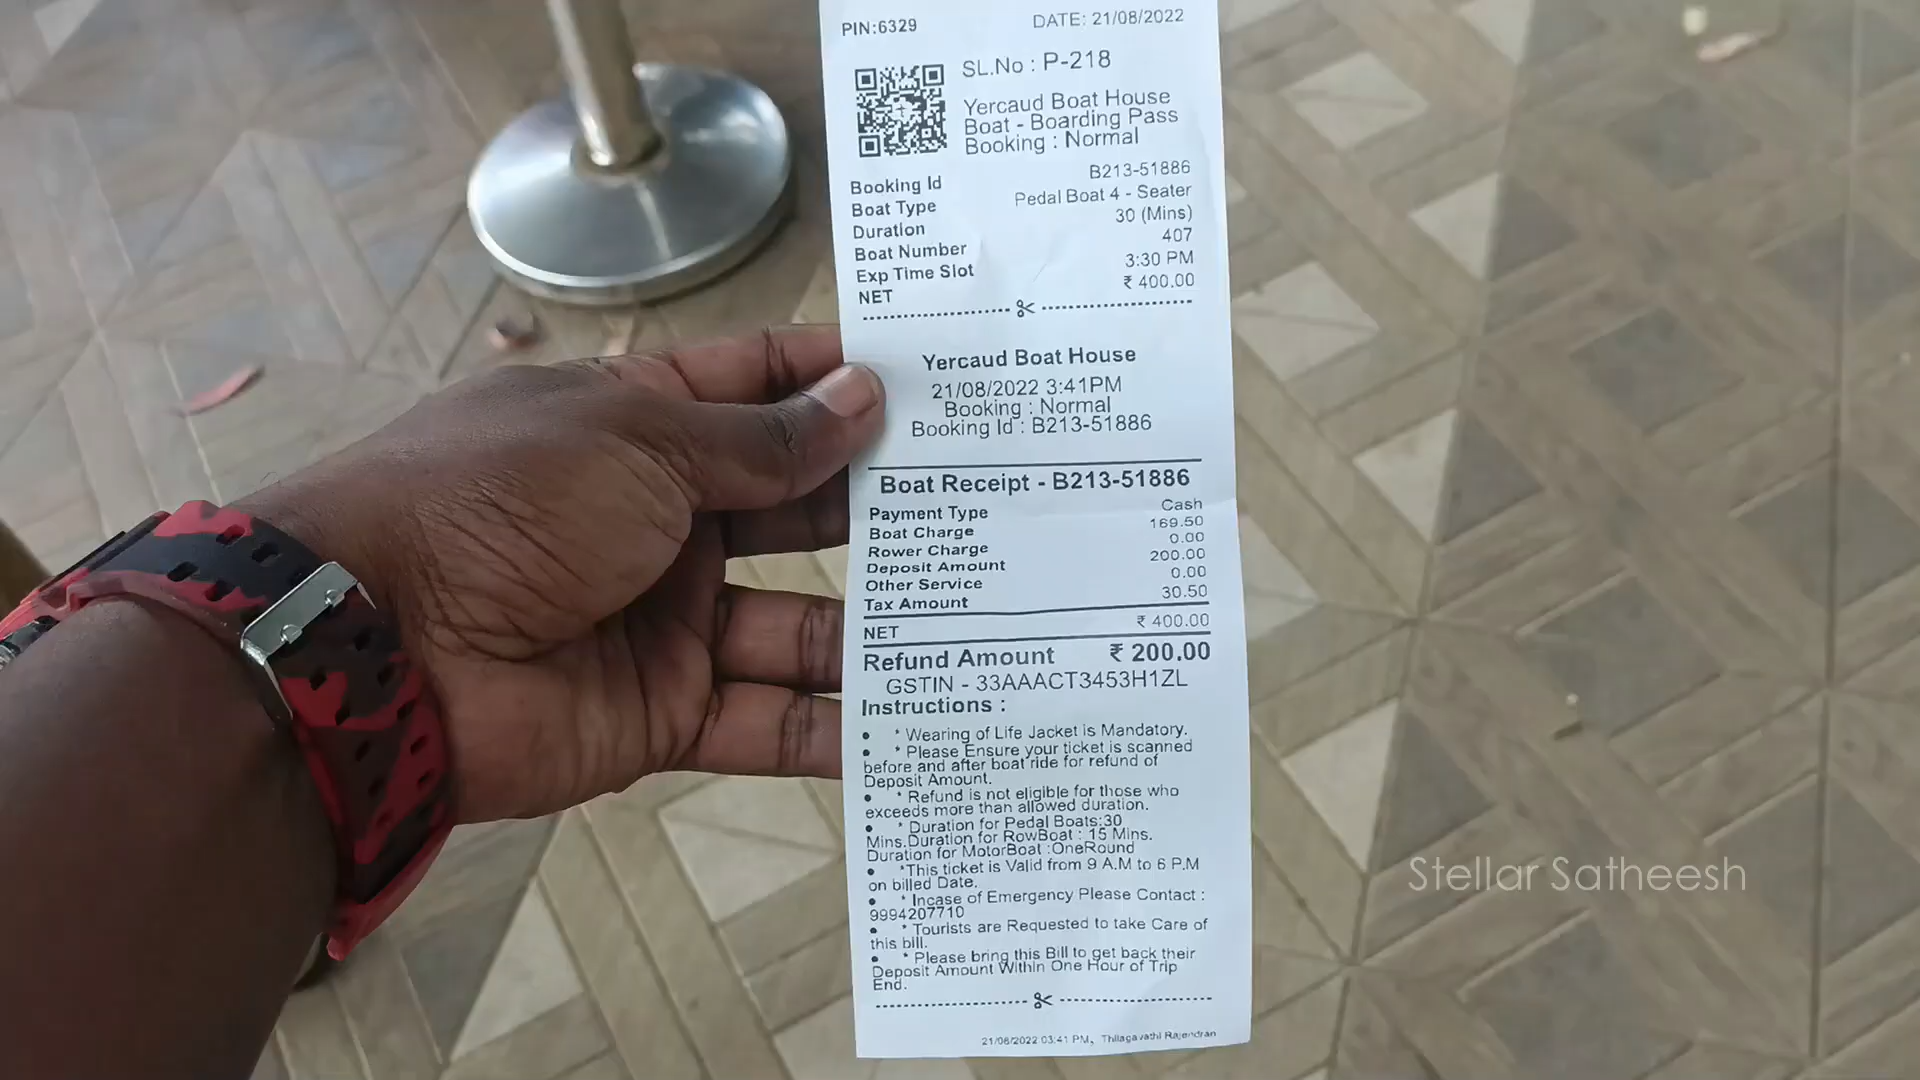 PIN:6329 DATE: 21/08/2022
SL.No : P-218
Yercaud Boat House
Boat - Boarding Pass
Booking : Normal
Booking Id B213-51886
Boat Type Pedal Boat 4 - Seater
Duration 30 (Mins)
Boat Number 407
Exp Time Slot 3:30 PM
NET ₹ 400.00
Yercaud Boat House
21/08/2022 3:41PM
Booking : Normal
Booking Id : B213-51886
Boat Receipt - B213-51886
Payment Type Cash
Boat Charge 169.50
Rower Charge 0.00
Deposit Amount 200.00
Other Service 0.00
Tax Amount 30.50
NET ₹ 400.00
Refund Amount ₹ 200.00
GSTIN - 33AAACT3453H1ZL
Instructions :
• * Wearing of Life Jacket is Mandatory.
• * Please Ensure your ticket is scanned
before and after boat ride for refund of
Deposit Amount.
• * Refund is not eligible for those who
exceeds more than allowed duration.
• * Duration for Pedal Boats:30
Mins.Duration for RowBoat : 15 Mins.
Duration for MotorBoat :OneRound
• *This ticket is Valid from 9 A.M to 6 P.M
on billed Date.
• * Incase of Emergency Please Contact :
9994207710
• * Tourists are Requested to take Care of
this bill.
• * Please bring this Bill to get back their
Deposit Amount Within One Hour of Trip
End.
21/08/2022 03:41 PM, Thilagavathi Rajendran
Stellar Satheesh